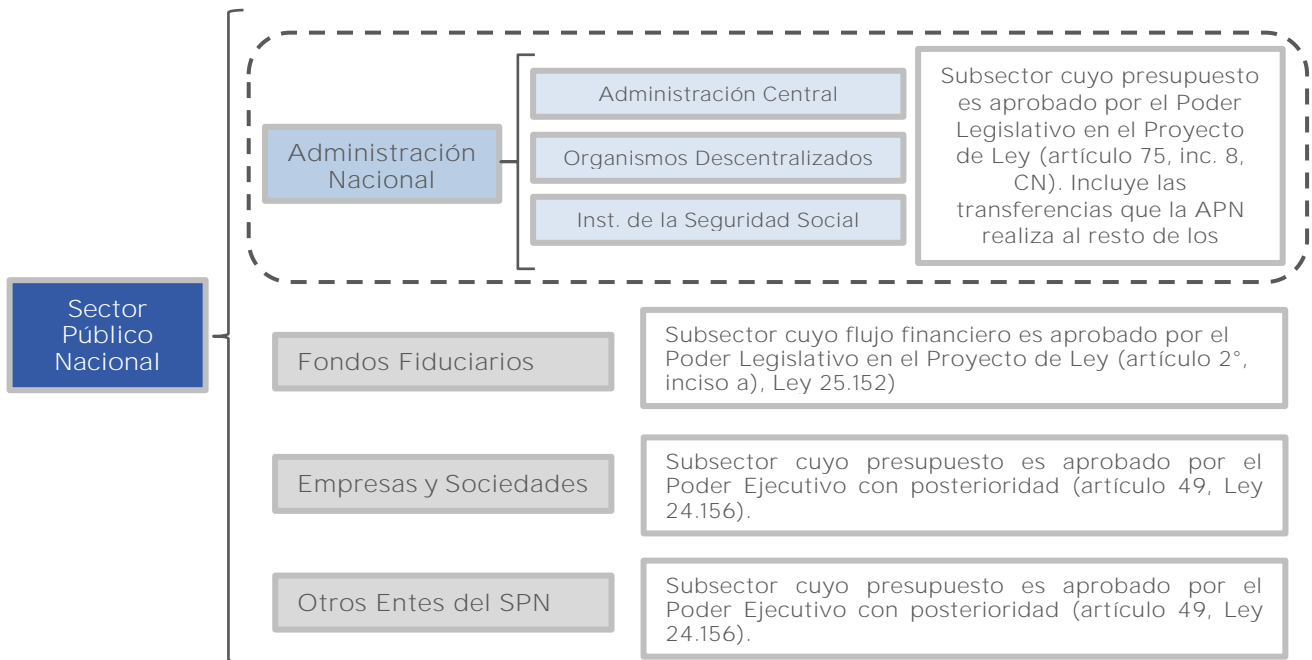 Sector
Público
Nacional
Administración
Nacional
Administración Central
Organismos Descentralizados
Inst. de la Seguridad Social
Subsector cuyo presupuesto
es aprobado por el Poder
Legislativo en el Proyecto
de Ley (artículo 75, inc. 8,
CN). Incluye las
transferencias que la APN
realiza al resto de los
Fondos Fiduciarios
Subsector cuyo flujo financiero es aprobado por el
Poder Legislativo en el Proyecto de Ley (artículo 2°,
inciso a), Ley 25.152)
Empresas y Sociedades
Subsector cuyo presupuesto es aprobado por el
Poder Ejecutivo con posterioridad (artículo 49, Ley
24.156).
Otros Entes del SPN
Subsector cuyo presupuesto es aprobado por el
Poder Ejecutivo con posterioridad (artículo 49, Ley
24.156).